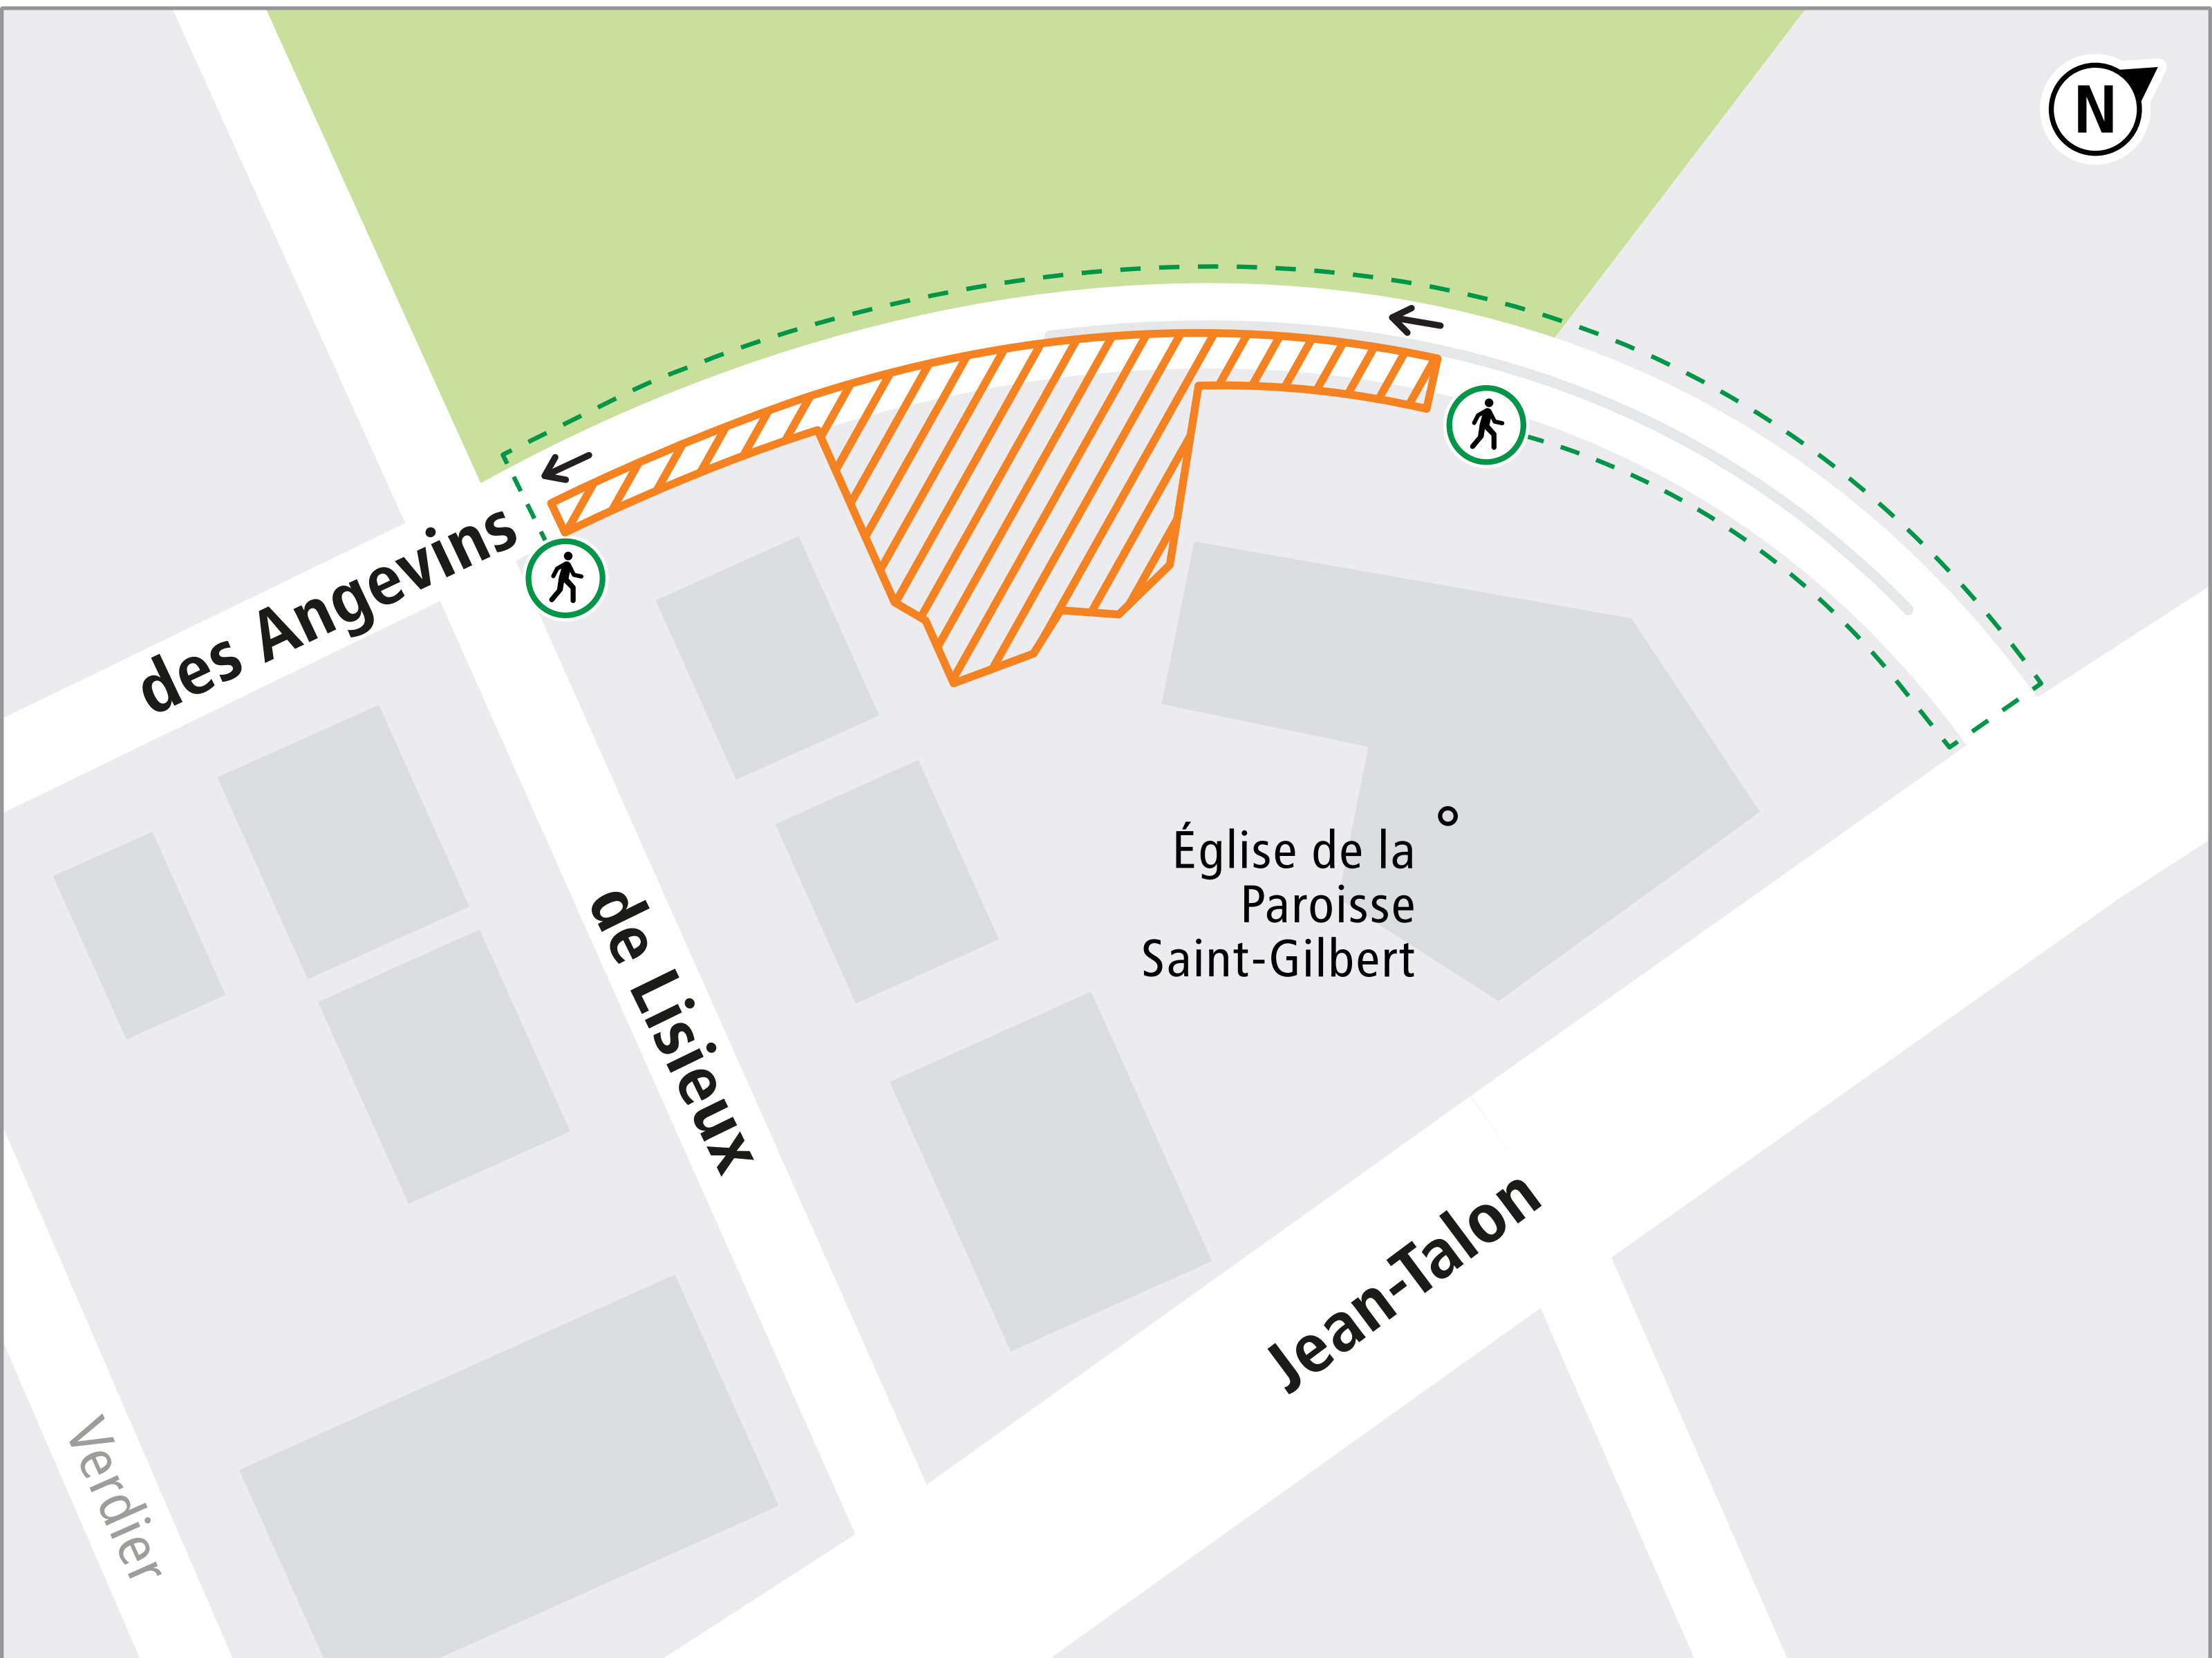 N
des Angevins
de Lisieux
Église de la
Paroisse
Saint-Gilbert
Jean-Talon
Verdier